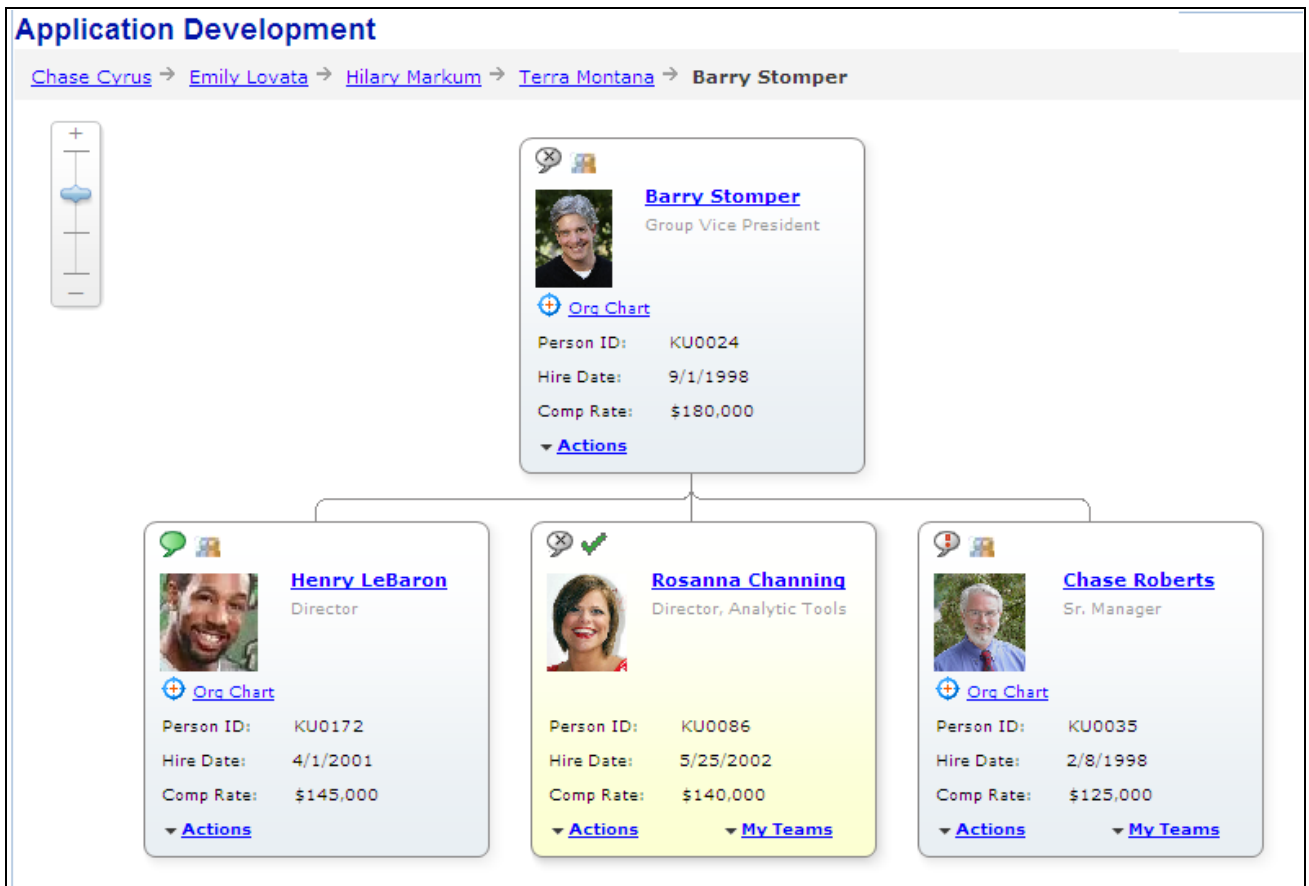 Application Development
Chase Cyrus → Emily Lovata → Hilary Markum → Terra Montana → Barry Stomper
+
−
Barry Stomper
Group Vice President
Org Chart
Person ID: KU0024
Hire Date: 9/1/1998
Comp Rate: $180,000
Actions
Henry LeBaron
Director
Org Chart
Person ID: KU0172
Hire Date: 4/1/2001
Comp Rate: $145,000
Actions
Rosanna Channing
Director, Analytic Tools
Person ID: KU0086
Hire Date: 5/25/2002
Comp Rate: $140,000
Actions My Teams
Chase Roberts
Sr. Manager
Org Chart
Person ID: KU0035
Hire Date: 2/8/1998
Comp Rate: $125,000
Actions My Teams